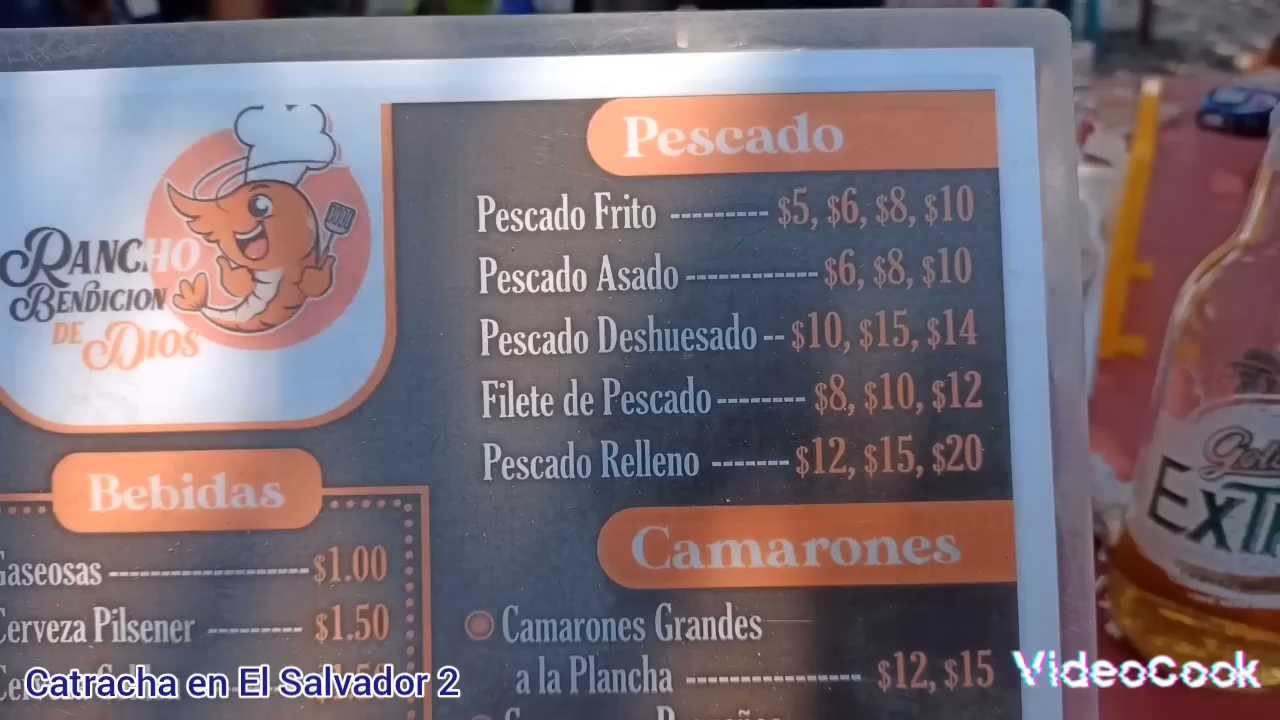 RANCHO
BENDICION
DE DIOS
Pescado
Pescado Frito --------- $5, $6, $8, $10
Pescado Asado ------------ $6, $8, $10
Pescado Deshuesado -- $10, $15, $14
Filete de Pescado -------- $8, $10, $12
Pescado Relleno ------- $12, $15, $20
Bebidas
Gaseosas ------------------- $1.00
Cerveza Pilsener --------- $1.50
Camarones
Camarones Grandes
a la Plancha --------------- $12, $15
Catracha en El Salvador 2
VideoCook